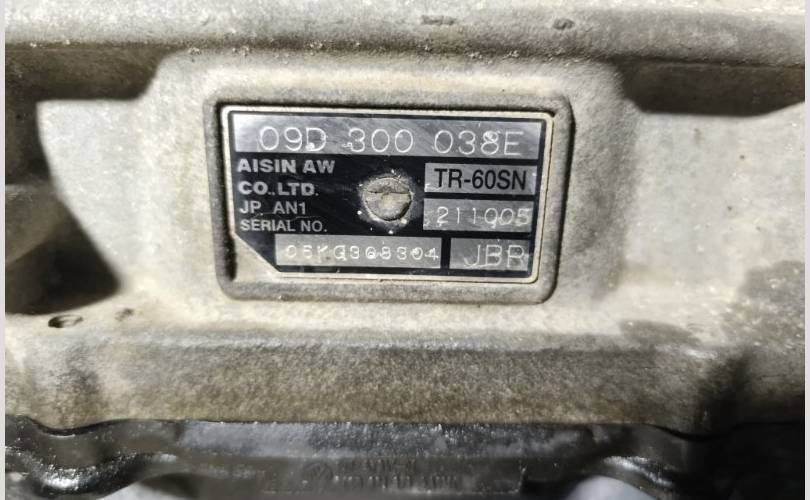 09D 300 038E
AISIN AW
CO.,LTD.
TR-60SN
JP AN1
211005
SERIAL NO.
JBR